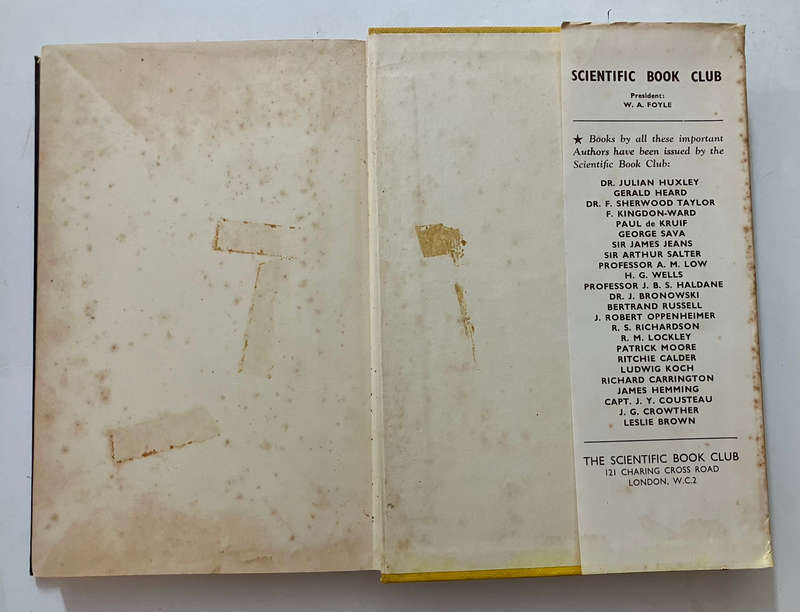 SCIENTIFIC BOOK CLUB
President:
W. A. FOYLE
★ Books by all these important
Authors have been issued by the
Scientific Book Club:
DR. JULIAN HUXLEY
GERALD HEARD
DR. F. SHERWOOD TAYLOR
F. KINGDON-WARD
PAUL de KRUIF
GEORGE SAVA
SIR JAMES JEANS
SIR ARTHUR SALTER
PROFESSOR A. M. LOW
H. G. WELLS
PROFESSOR J. B. S. HALDANE
DR. J. BRONOWSKI
BERTRAND RUSSELL
J. ROBERT OPPENHEIMER
R. S. RICHARDSON
R. M. LOCKLEY
PATRICK MOORE
RITCHIE CALDER
LUDWIG KOCH
RICHARD CARRINGTON
JAMES HEMMING
CAPT. J. Y. COUSTEAU
J. G. CROWTHER
LESLIE BROWN
THE SCIENTIFIC BOOK CLUB
121 CHARING CROSS ROAD
LONDON, W.C.2